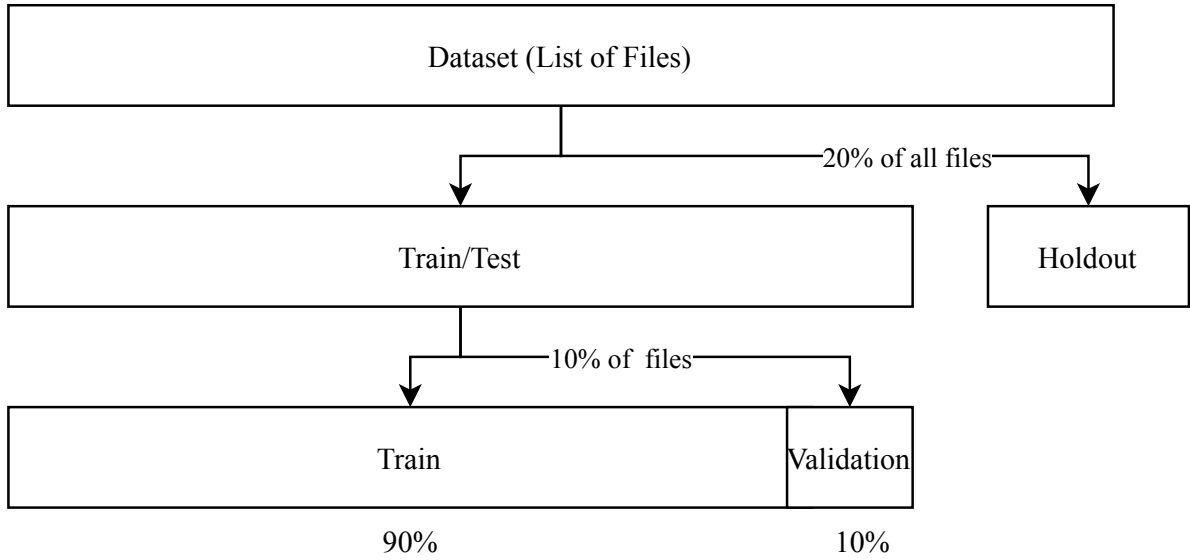 Dataset (List of Files)
20% of all files
Train/Test
Holdout
10% of  files
Train
Validation
90%
10%